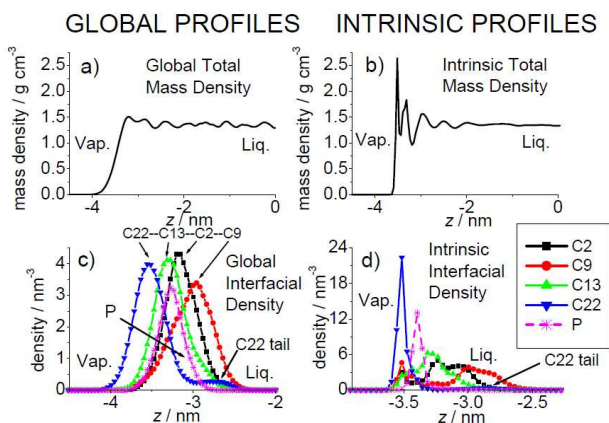 GLOBAL PROFILES
INTRINSIC PROFILES
mass density / g cm-3
2.5
2.0
1.5
1.0
0.5
0.0
a)
Global Total
Mass Density
Vap.
Liq.
-4
-2
0
z / nm
mass density / g cm-3
2.5
2.0
1.5
1.0
0.5
0.0
b)
Intrinsic Total
Mass Density
Vap.
Liq.
-4
-2
0
z / nm
C22--C13--C2--C9
density / nm-3
4
3
2
1
0
c)
Global
Interfacial
Density
P
C22 tail
Vap.
Liq.
-4
-3
-2
z / nm
24
18
12
6
0
d)
Intrinsic
Interfacial
Density
Vap.
Liq.
C22 tail
-3.5
-3.0
-2.5
z / nm
C2
C9
C13
C22
P